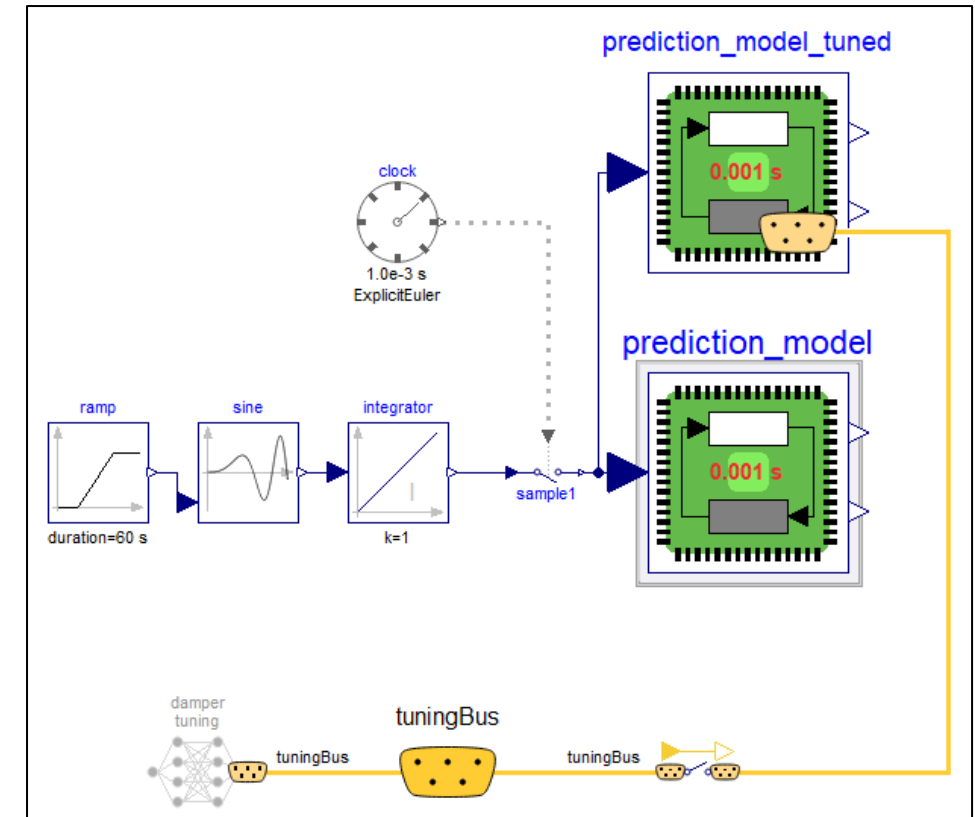 prediction_model_tuned
0.001 s
clock
1.0e-3 s
ExplicitEuler
prediction_model
0.001 s
ramp
sine
integrator
I
sample1
duration=60 s
k=1
damper
tuning
tuningBus
tuningBus
tuningBus